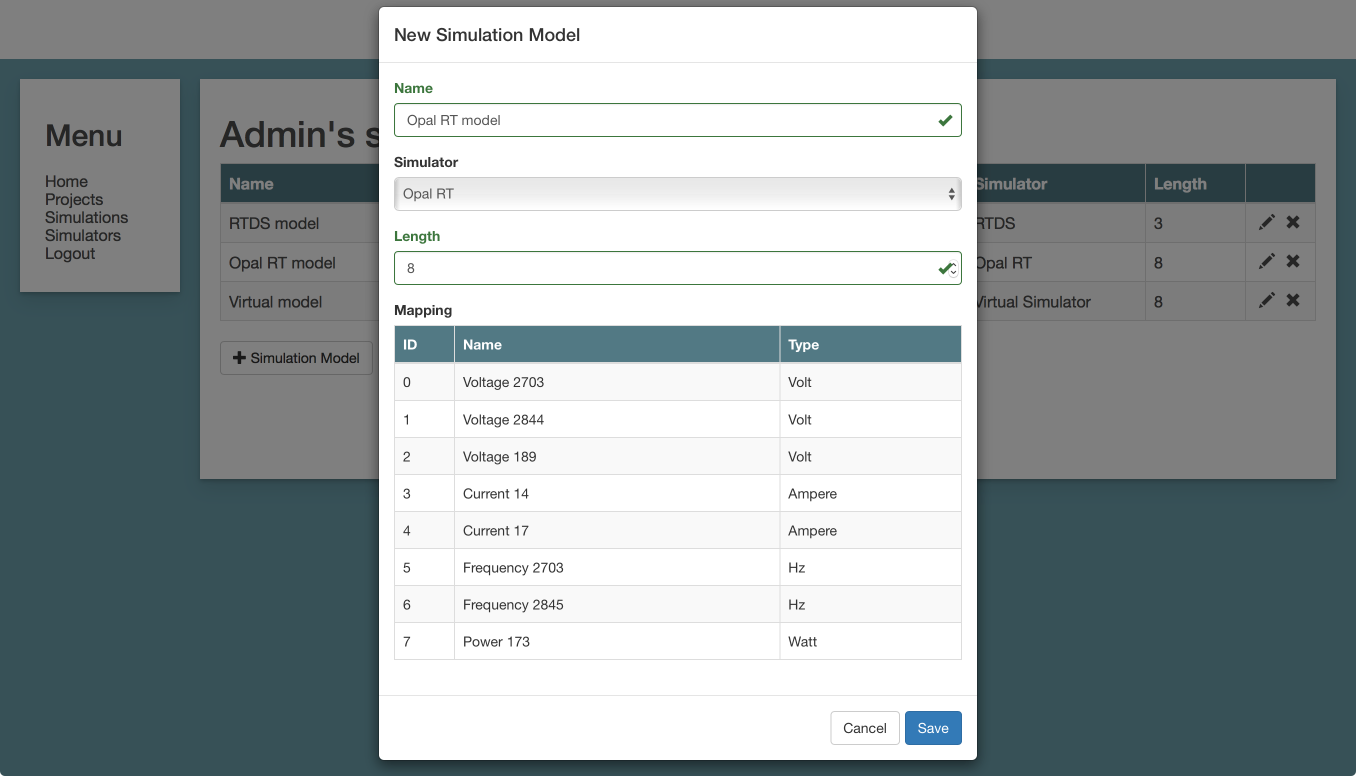 New Simulation Model
Name
Opal RT model
Simulator
Opal RT
Length
8
Mapping
ID Name Type
0 Voltage 2703 Volt
1 Voltage 2844 Volt
2 Voltage 189 Volt
3 Current 14 Ampere
4 Current 17 Ampere
5 Frequency 2703 Hz
6 Frequency 2845 Hz
7 Power 173 Watt
Cancel Save
Menu
Home
Projects
Simulations
Simulators
Logout
Admin's
Name Simulator Length
RTDS model RTDS 3
Opal RT model Opal RT 8
Virtual model Virtual Simulator 8
Simulation Model